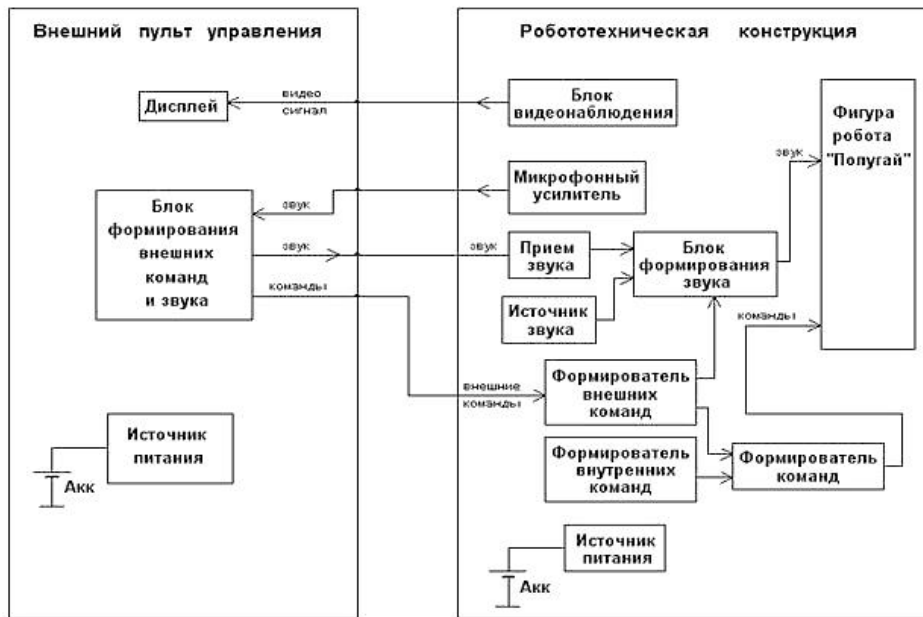 Внешний пульт управления
Дисплей
видео
сигнал
Блок
формирования
внешних
команд
и звука
звук
звук
команды
Источник
питания
Акк
Робототехническая конструкция
Блок
видеонаблюдения
Микрофонный
усилитель
звук
Прием
звука
Источник
звука
Блок
формирования
звука
звук
Фигура
робота
"Попугай"
команды
внешние
команды
Формирователь
внешних
команд
Формирователь
внутренних
команд
Формирователь
команд
Источник
питания
Акк